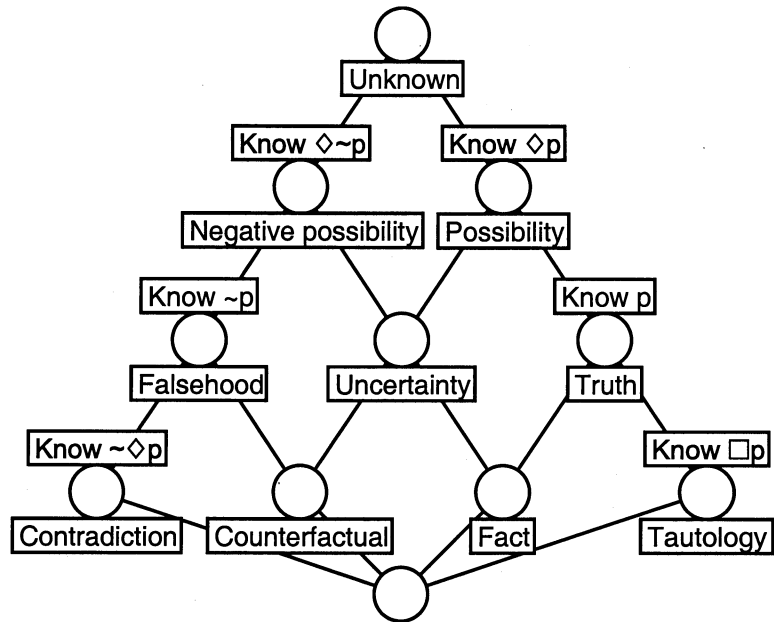 Unknown
Know ◇~p
Know ◇p
Negative possibility
Possibility
Know ~p
Know p
Falsehood
Uncertainty
Truth
Know ~◇p
Know □p
Contradiction
Counterfactual
Fact
Tautology